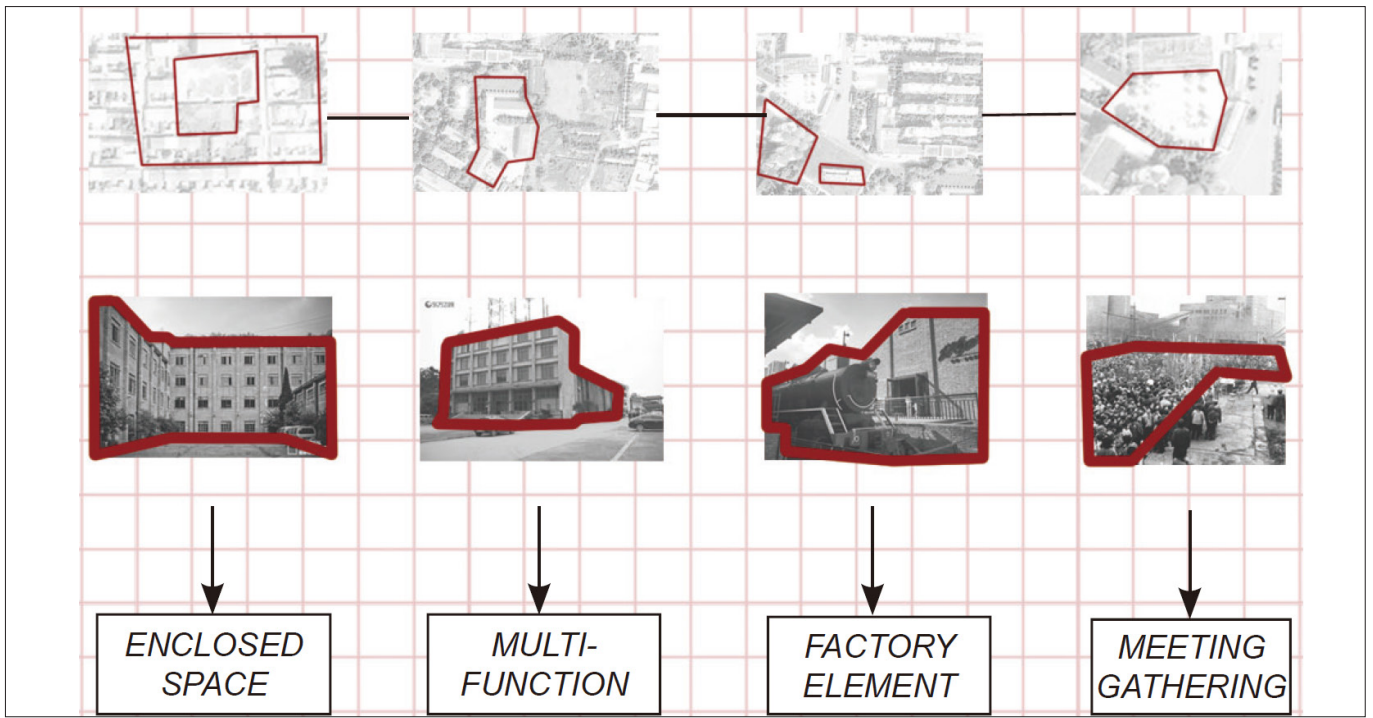 ENCLOSED
SPACE
MULTI-
FUNCTION
FACTORY
ELEMENT
MEETING
GATHERING